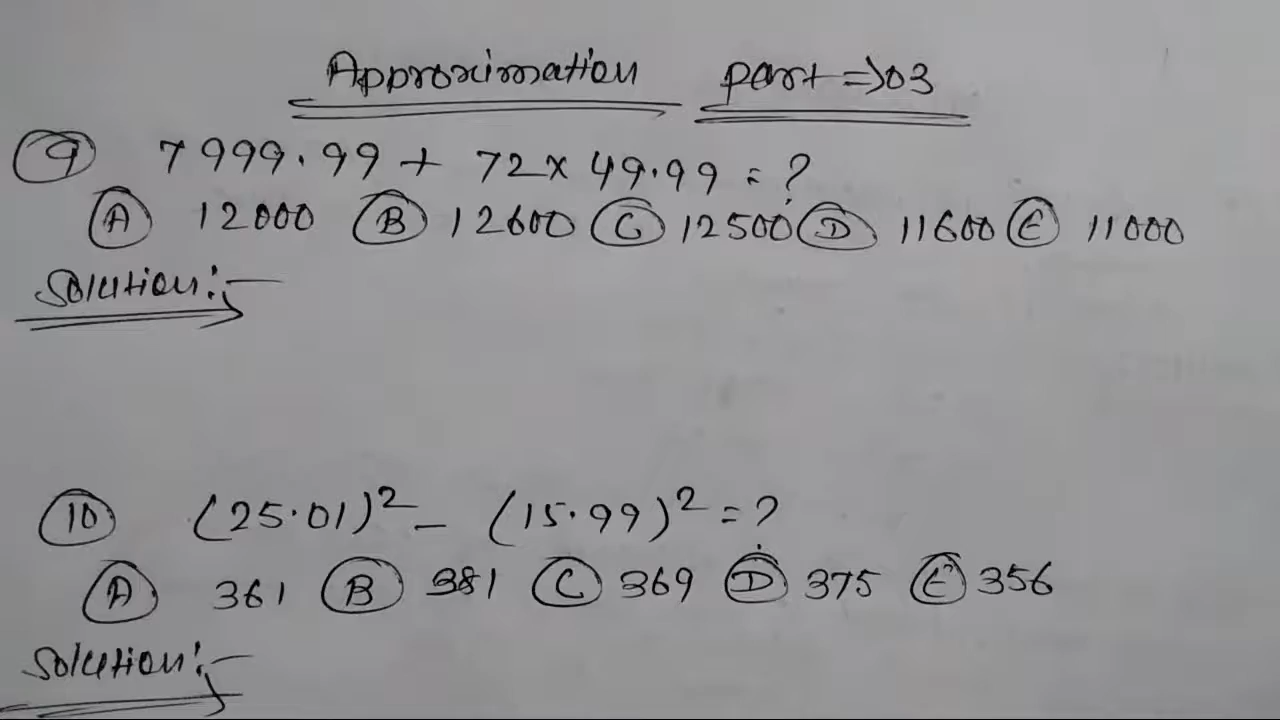 Approximation part=>03
9 7999.99 + 72 × 49.99 = ?
A 12000 B 12600 C 12500 D 11600 E 11000
Solution:-
10 (25.01)² - (15.99)² = ?
A 361 B 381 C 369 D 375 E 356
Solution:-